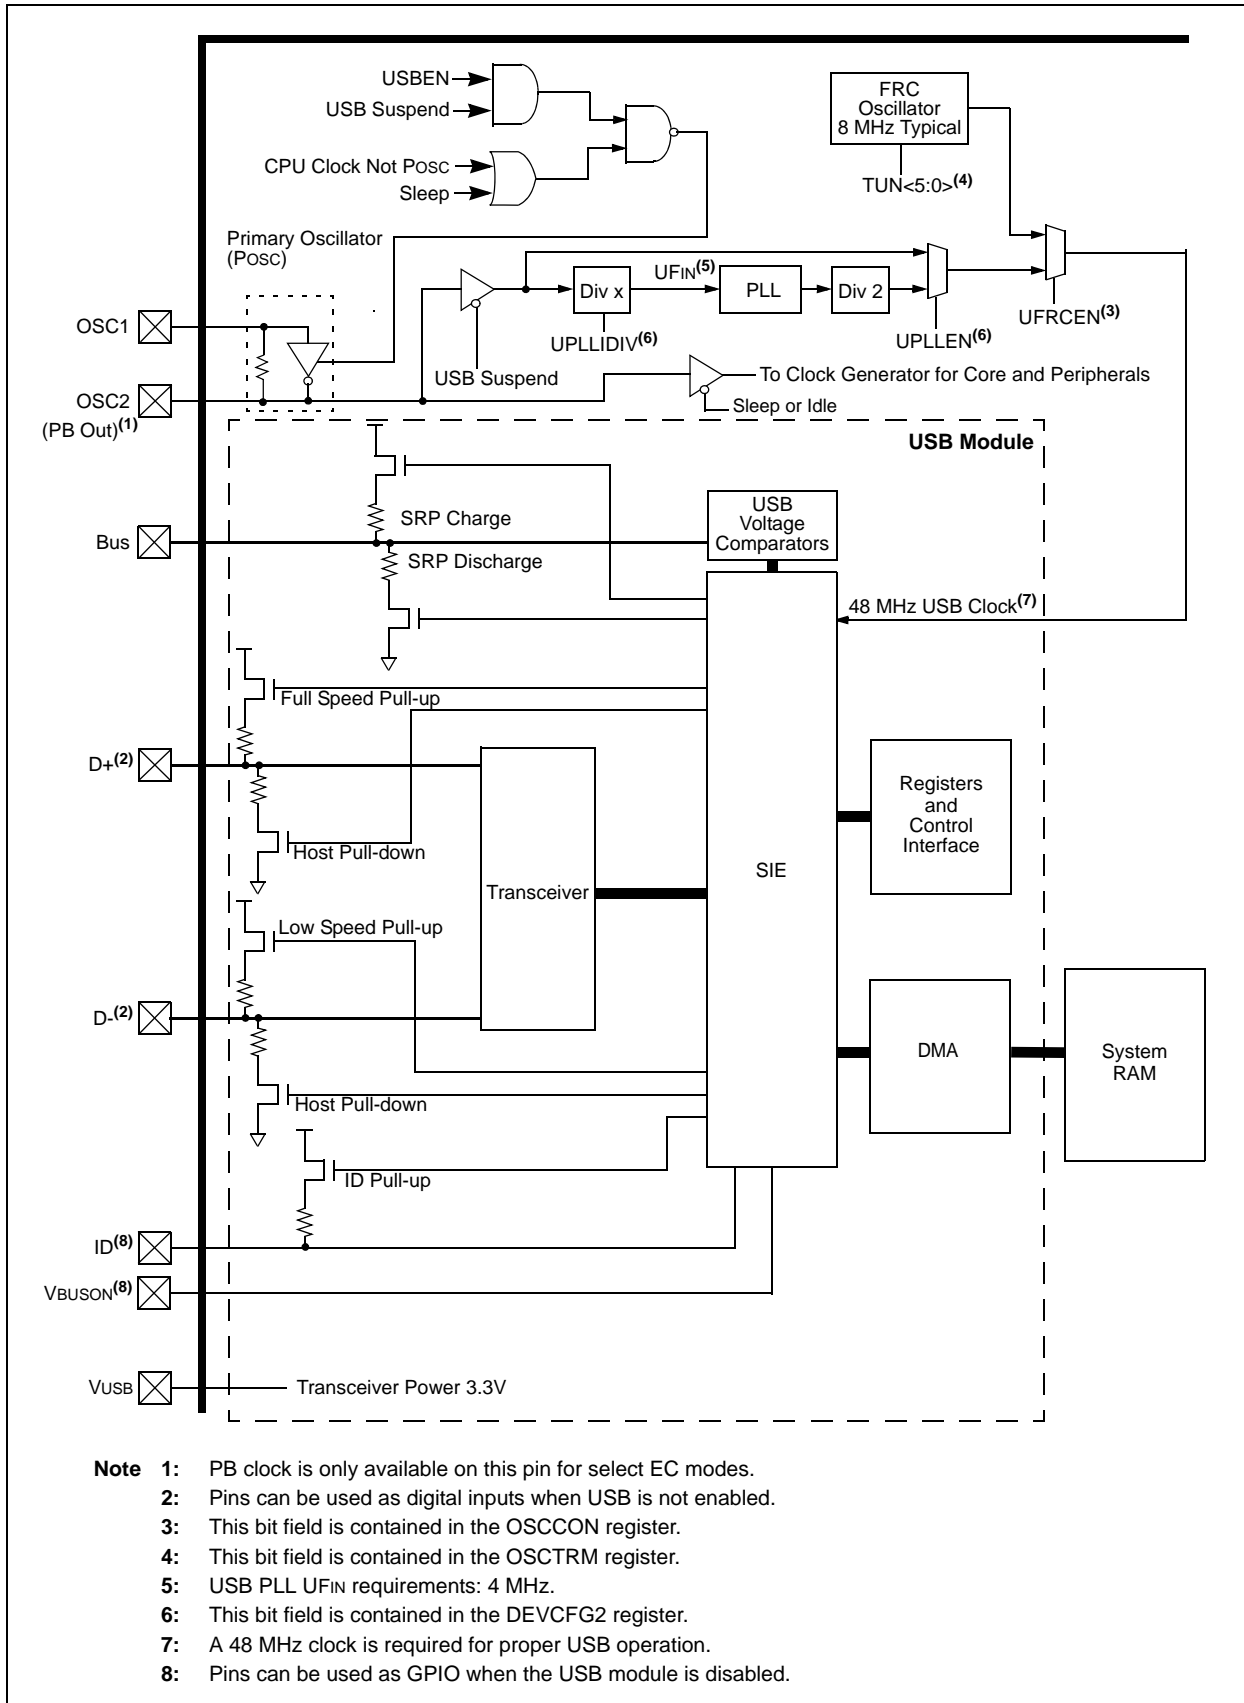 USBEN
USB Suspend
CPU Clock Not POSC
Sleep
FRC
Oscillator
8 MHz Typical
TUN<5:0>(4)
Primary Oscillator
(POSC)
UFIN(5)
Div x
PLL
Div 2
UPLLIDIV(6)
UPLLEN(6)
UFRCEN(3)
OSC1
USB Suspend
To Clock Generator for Core and Peripherals
OSC2
(PB Out)(1)
Sleep or Idle
USB Module
USB
Voltage
Comparators
SRP Charge
Bus
SRP Discharge
48 MHz USB Clock(7)
Full Speed Pull-up
D+(2)
Registers
and
Control
Interface
Host Pull-down
SIE
Transceiver
Low Speed Pull-up
D-(2)
DMA
System
RAM
Host Pull-down
ID Pull-up
ID(8)
VBUSON(8)
VUSB
Transceiver Power 3.3V
Note 1: PB clock is only available on this pin for select EC modes.
2: Pins can be used as digital inputs when USB is not enabled.
3: This bit field is contained in the OSCCON register.
4: This bit field is contained in the OSCTRM register.
5: USB PLL UFIN requirements: 4 MHz.
6: This bit field is contained in the DEVCFG2 register.
7: A 48 MHz clock is required for proper USB operation.
8: Pins can be used as GPIO when the USB module is disabled.